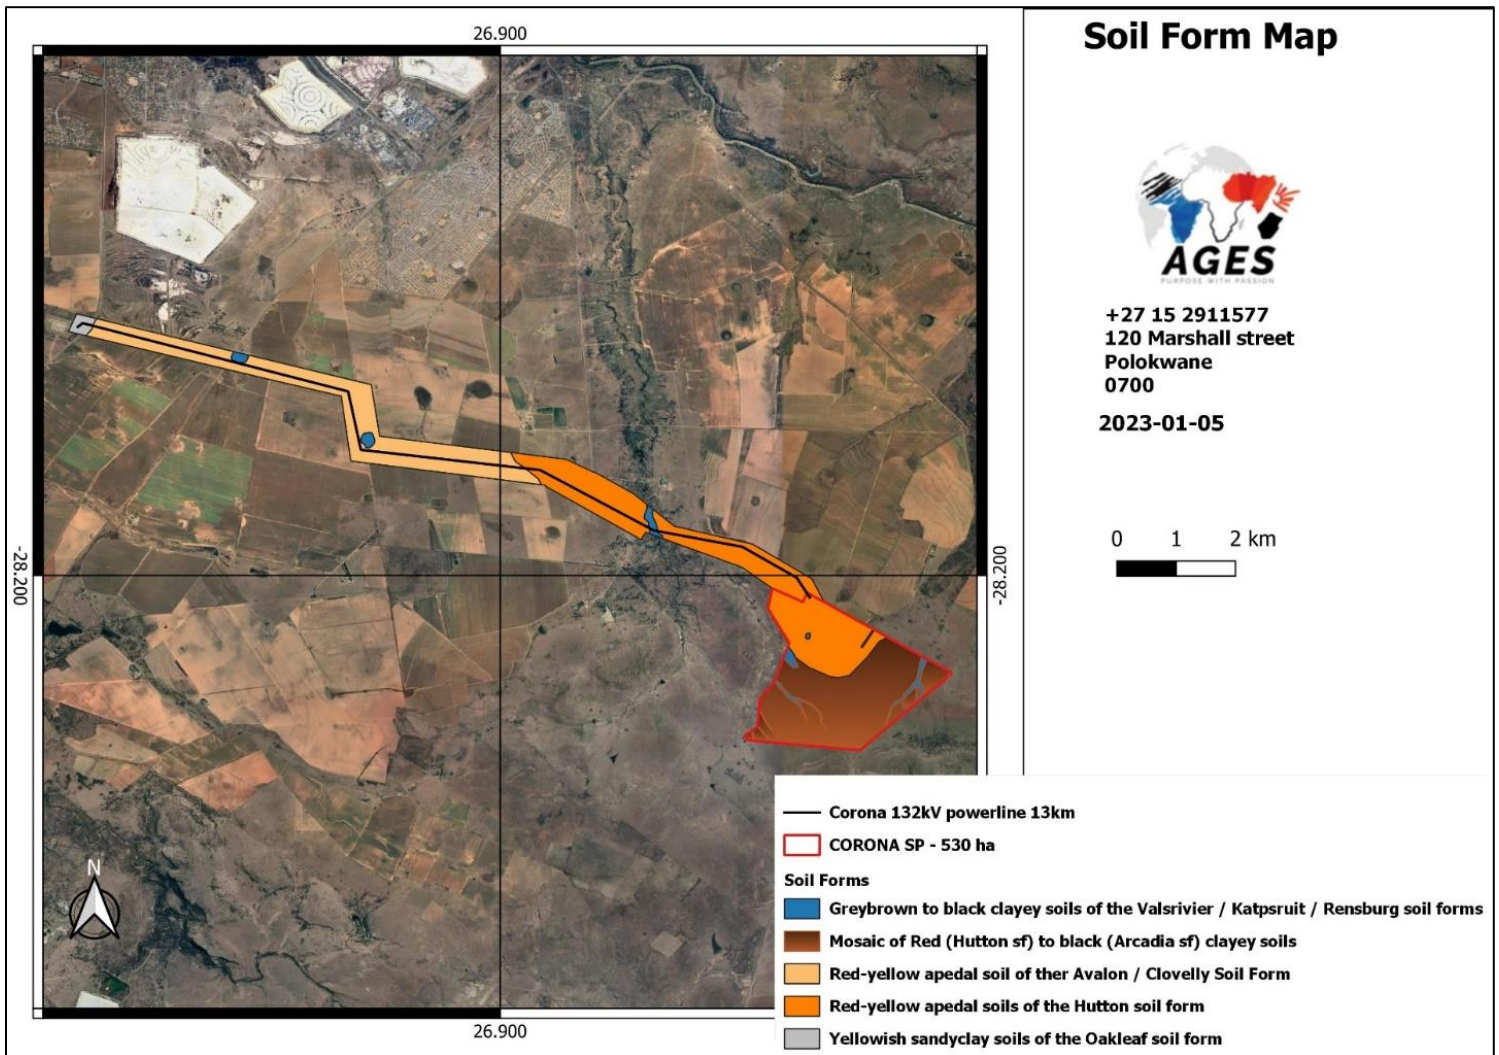 Soil Form Map
26.900
AGES
PURPOSE WITH PASSION
+27 15 2911577
120 Marshall street
Polokwane
0700
2023-01-05
0 1 2 km
-28.200
-28.200
N
26.900
Corona 132kV powerline 13km
CORONA SP - 530 ha
Soil Forms
Greybrown to black clayey soils of the Valsrivier / Katpsruit / Rensburg soil forms
Mosaic of Red (Hutton sf) to black (Arcadia sf) clayey soils
Red-yellow apedal soil of ther Avalon / Clovelly Soil Form
Red-yellow apedal soils of the Hutton soil form
Yellowish sandyclay soils of the Oakleaf soil form